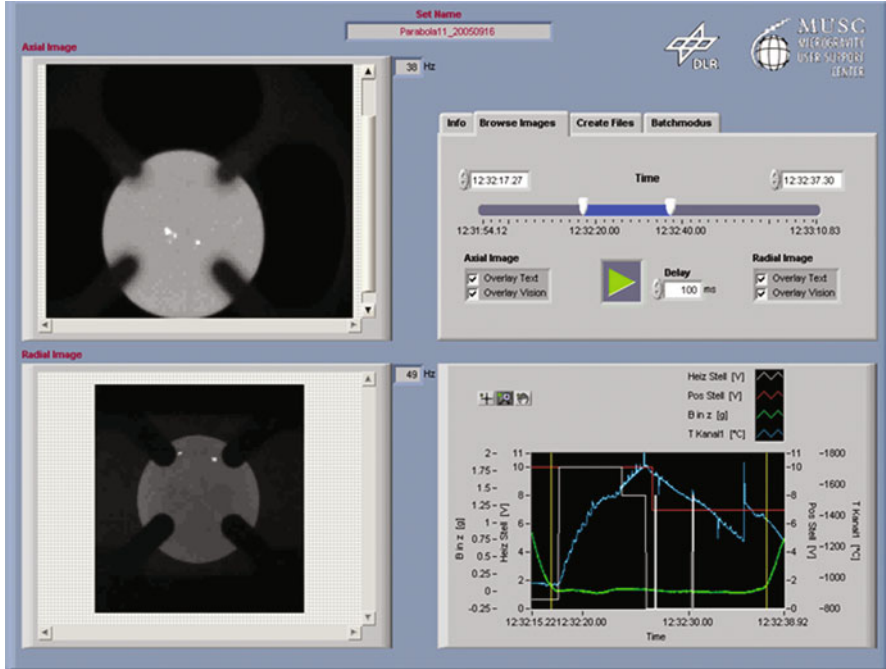 Set Name
Parabola11_20050916
Axial Image
38 Hz
DLR
MUSC
MICROGRAVITY
USER SUPPORT
CENTER
Info Browse Images Create Files Batchmodus
12:32:17.27 Time 12:32:37.30
12:31:54.12 12:32:20.00 12:32:40.00 12:33:10.83
Axial Image
Overlay Text
Overlay Vision
Delay
100 ms
Radial Image
Overlay Text
Overlay Vision
Radial Image
49 Hz
Heiz Stell [V]
Pos Stell [V]
B in z [g]
T Kanal1 [°C]
B in z [g]
2-
1.75-
1.5-
1.25-
1-
0.75-
0.5-
0.25-
0-
-0.25-
Heiz Stell [V]
11-
10-
8-
6-
4-
2-
0-
-11
-10
-8
-6
-4
-2
-0
Pos Stell [V]
-1800
-1600
-1400
-1200
-1000
-800
T Kanal1 [°C]
12:32:15.22 12:32:20.00 12:32:30.00 12:32:38.92
Time